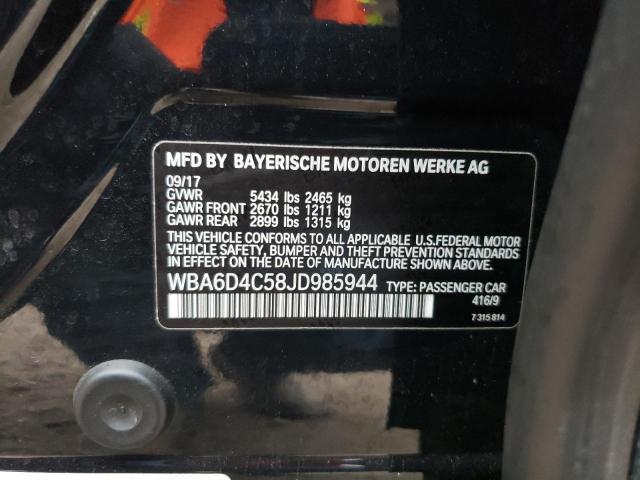 MFD BY BAYERISCHE MOTOREN WERKE AG
09/17
GVWR 5434 lbs 2465 kg
GAWR FRONT 2670 lbs 1211 kg
GAWR REAR 2899 lbs 1315 kg
THIS VEHICLE CONFORMS TO ALL APPLICABLE U.S.FEDERAL MOTOR
VEHICLE SAFETY, BUMPER, AND THEFT PREVENTION STANDARDS
IN EFFECT ON THE DATE OF MANUFACTURE SHOWN ABOVE.
WBA6D4C58JD985944 TYPE: PASSENGER CAR
416/9
7 315 814